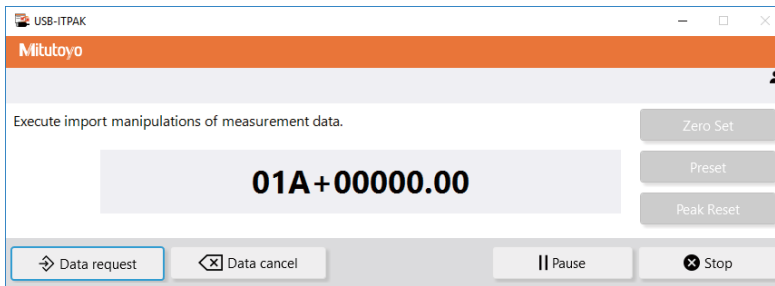 USB-ITPAK
Mitutoyo
Execute import manipulations of measurement data.
Zero Set
01A+00000.00
Preset
Peak Reset
Data request
Data cancel
Pause
Stop